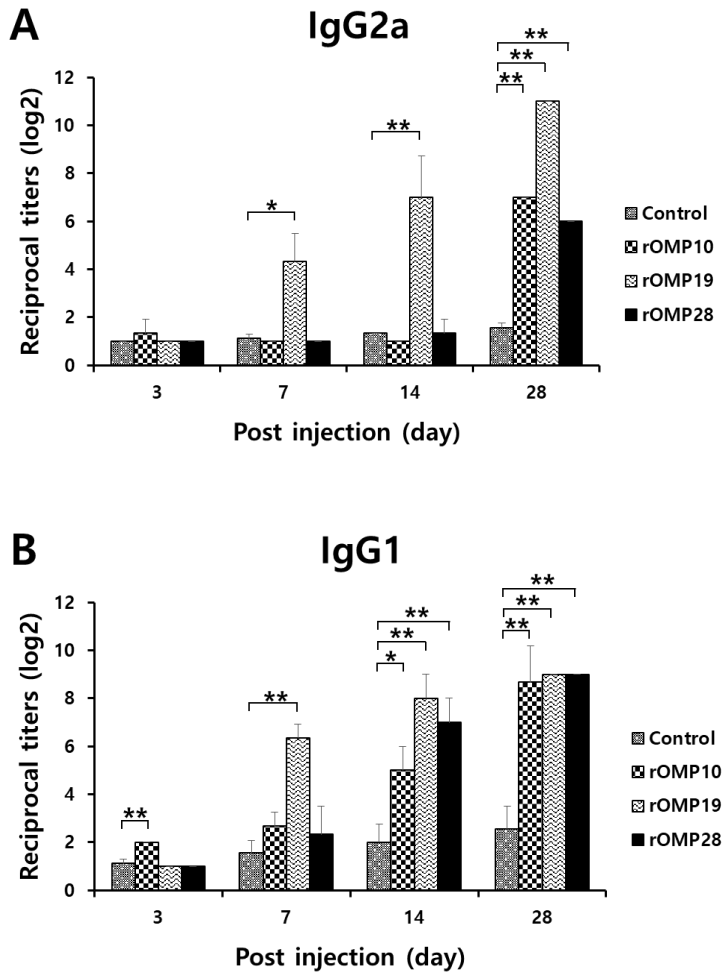 A
IgG2a
Reciprocal titers (log2)
12
10
8
6
4
2
0
*
**
**
**
**
3
7
14
28
Post injection (day)
Control
rOMP10
rOMP19
rOMP28
B
IgG1
Reciprocal titers (log2)
12
10
8
6
4
2
0
**
**
**
**
*
**
**
**
3
7
14
28
Post injection (day)
Control
rOMP10
rOMP19
rOMP28